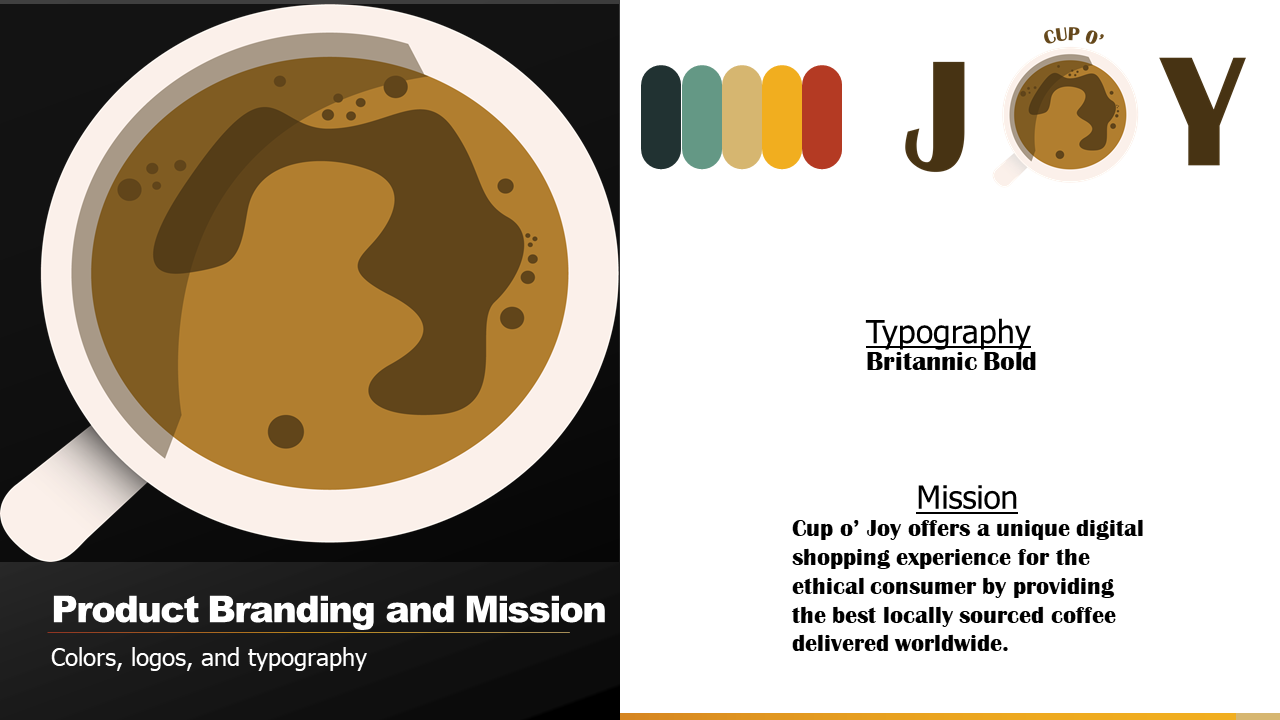 CUP O’
J Y
Typography
Britannic Bold
Mission
Cup o’ Joy offers a unique digital
shopping experience for the
ethical consumer by providing
the best locally sourced coffee
delivered worldwide.
Product Branding and Mission
Colors, logos, and typography